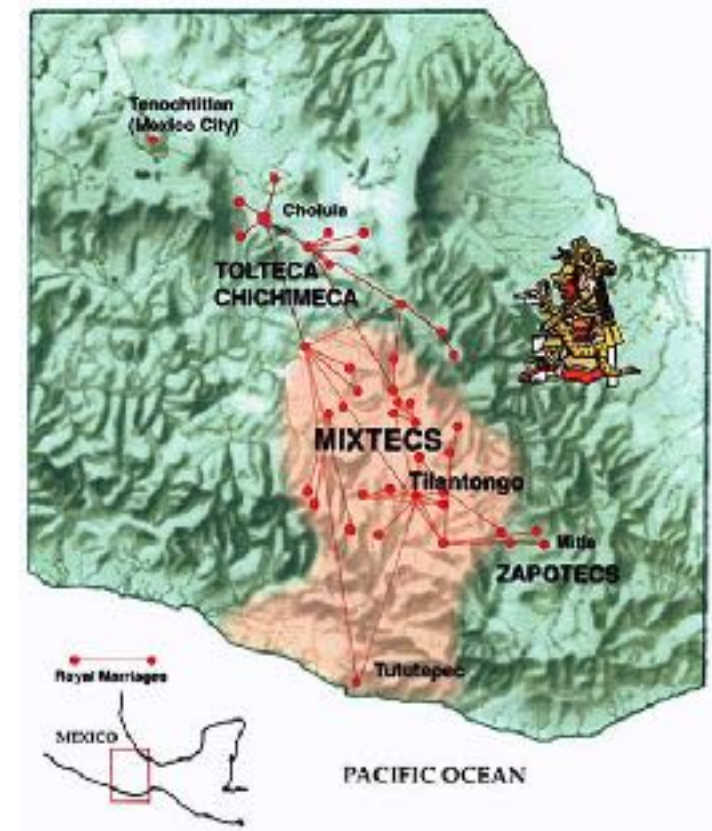 Tenochtitlan
(Mexico City)
Cholula
TOLTECA
CHICHIMECA
MIXTECS
Tilantongo
Mitla
ZAPOTECS
Tututepec
Royal Marriages
MEXICO
PACIFIC OCEAN